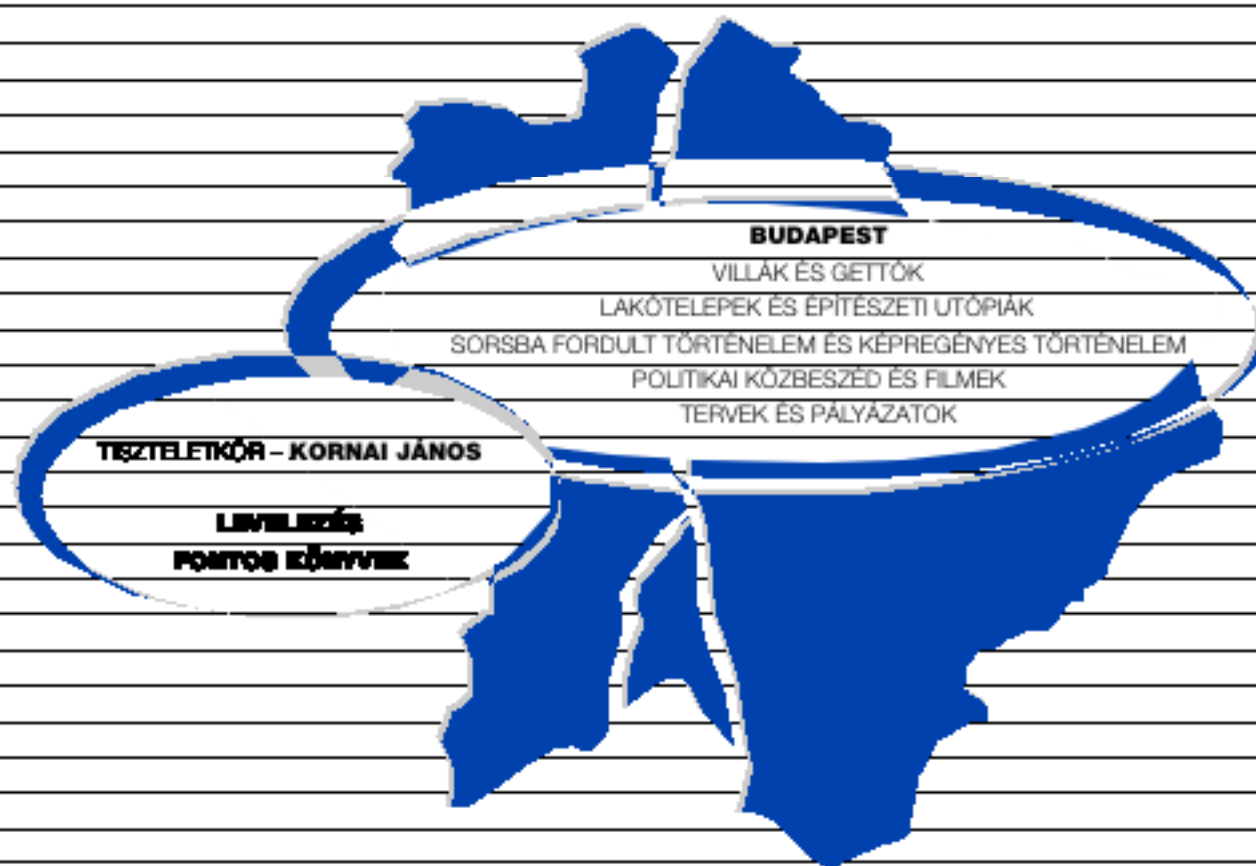 BUDAPEST
VILLÁK ÉS GETTÓK
LAKÓTELEPEK ÉS ÉPÍTÉSZETI UTÓPIÁK
SORSBA FORDULT TÖRTÉNELEM ÉS KÉPREGÉNYES TÖRTÉNELEM
POLITIKAI KÖZBESZÉD ÉS FILMEK
TERVEK ÉS PÁLYÁZATOK
TISZTELETKÖR – KORNAI JÁNOS
LEVELEZÉS
FONTOS KÖNYVEK